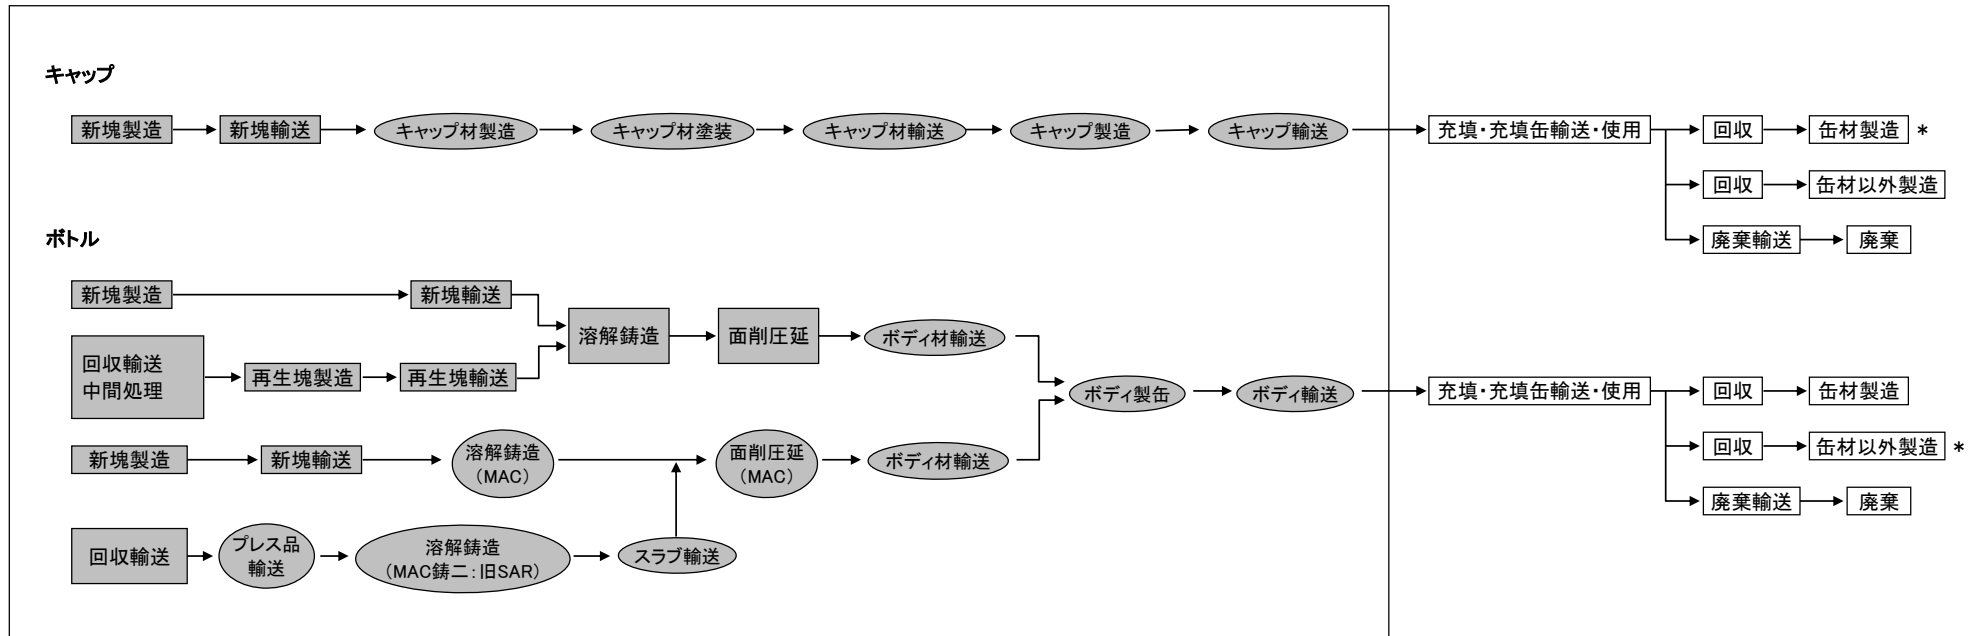 キャップ
新塊製造
新塊輸送
キャップ材製造
キャップ材塗装
キャップ材輸送
キャップ製造
キャップ輸送
充填・充填缶輸送・使用
回収
缶材製造 *
回収
缶材以外製造
廃棄輸送
廃棄
ボトル
新塊製造
新塊輸送
回収輸送
中間処理
再生塊製造
再生塊輸送
溶解鋳造
面削圧延
ボディ材輸送
新塊製造
新塊輸送
溶解鋳造
（MAC）
面削圧延
（MAC）
ボディ材輸送
回収輸送
プレス品
輸送
溶解鋳造
（MAC鋳二：旧SAR）
スラブ輸送
ボディ製缶
ボディ輸送
充填・充填缶輸送・使用
回収
缶材製造
回収
缶材以外製造 *
廃棄輸送
廃棄